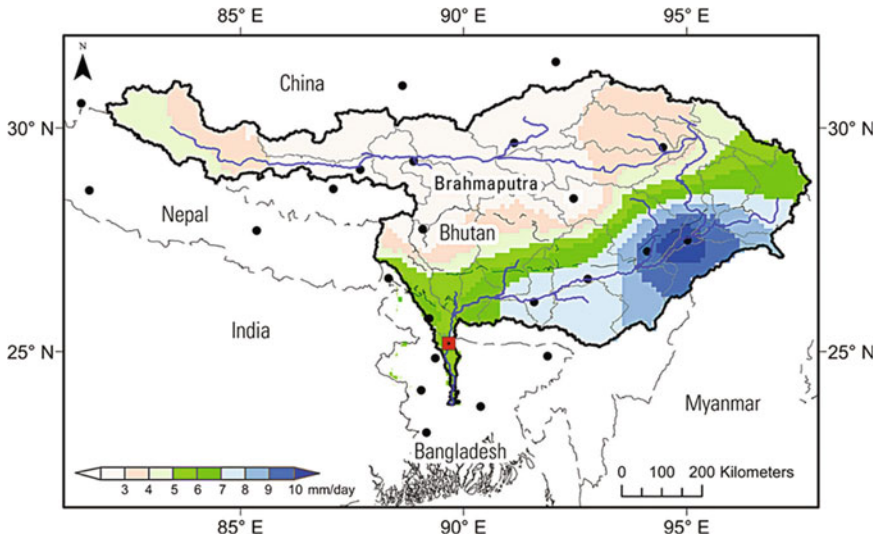 85° E 90° E 95° E
N
China
30° N 30° N
Brahmaputra
Nepal
Bhutan
India
25° N 25° N
Myanmar
Bangladesh
3 4 5 6 7 8 9 10 mm/day
0 100 200 Kilometers
85° E 90° E 95° E